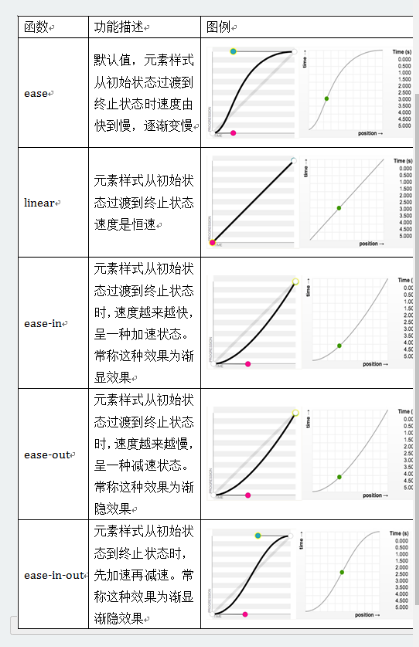 函数 功能描述 图例
ease
默认值，元素样式
从初始状态过渡到
终止状态时速度由
快到慢，逐渐变慢
Time (s)
0.000
0.500
1.000
1.500
2.000
2.500
3.000
3.500
4.000
4.500
5.000
time →
position →
linear
元素样式从初始状
态过渡到终止状态
速度是恒速
Time (s)
0.000
0.500
1.000
1.500
2.000
2.500
3.000
3.500
4.000
4.500
5.000
time →
position →
ease-in
元素样式从初始状
态过渡到终止状态
时，速度越来越快，
呈一种加速状态。
常称这种效果为渐
显效果
Time
0.00
0.50
1.00
1.50
2.00
2.50
3.00
3.50
4.00
4.50
5.00
time →
position →
ease-out
元素样式从初始状
态过渡到终止状态
时，速度越来越慢，
呈一种减速状态。
常称这种效果为渐
隐效果
Time
0.00
0.50
1.00
1.50
2.00
2.50
3.00
3.50
4.00
4.50
5.00
time →
position →
ease-in-out
元素样式从初始状
态到终止状态时，
先加速再减速。常
称这种效果为渐显
渐隐效果
Time (s)
0.000
0.500
1.000
1.500
2.000
2.500
3.000
3.500
4.000
4.500
5.000
time →
position →